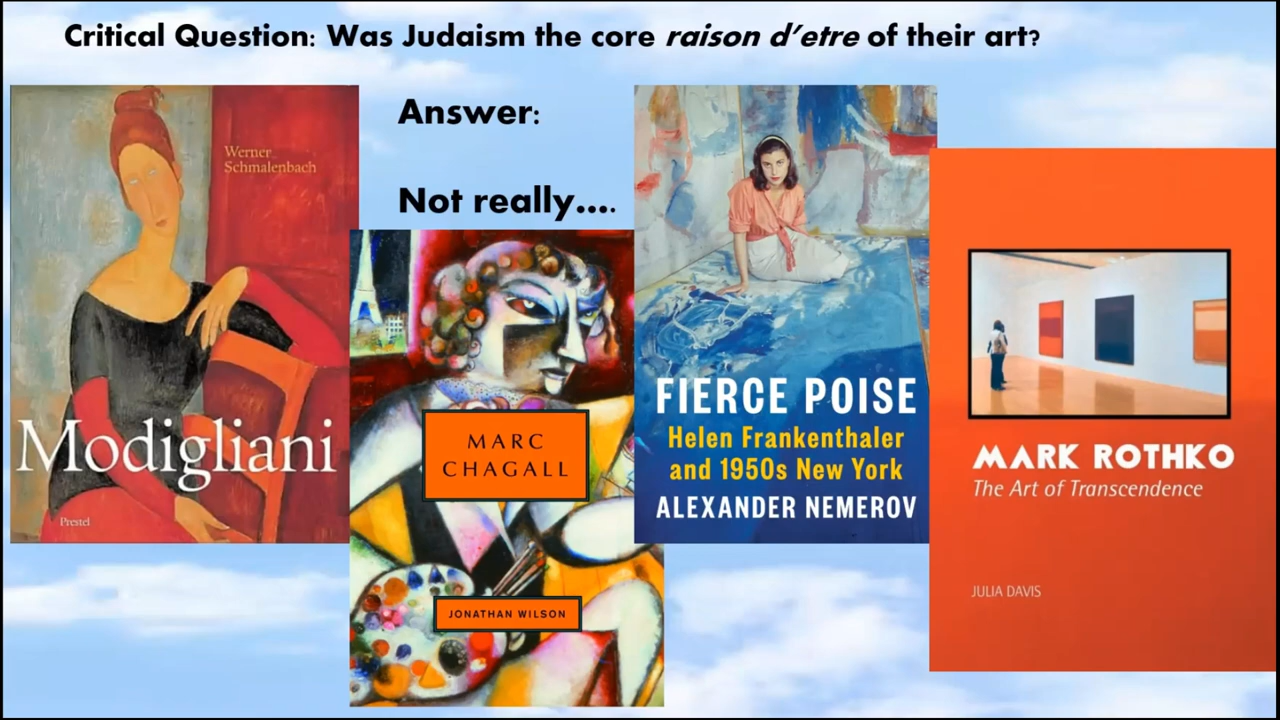 Critical Question: Was Judaism the core raison d'etre of their art?
Answer:
Not really....
Werner
Schmalenbach
Modigliani
Prestel
MARC
CHAGALL
JONATHAN WILSON
FIERCE POISE
Helen Frankenthaler
and 1950s New York
ALEXANDER NEMEROV
MARK ROTHKO
The Art of Transcendence
JULIA DAVIS